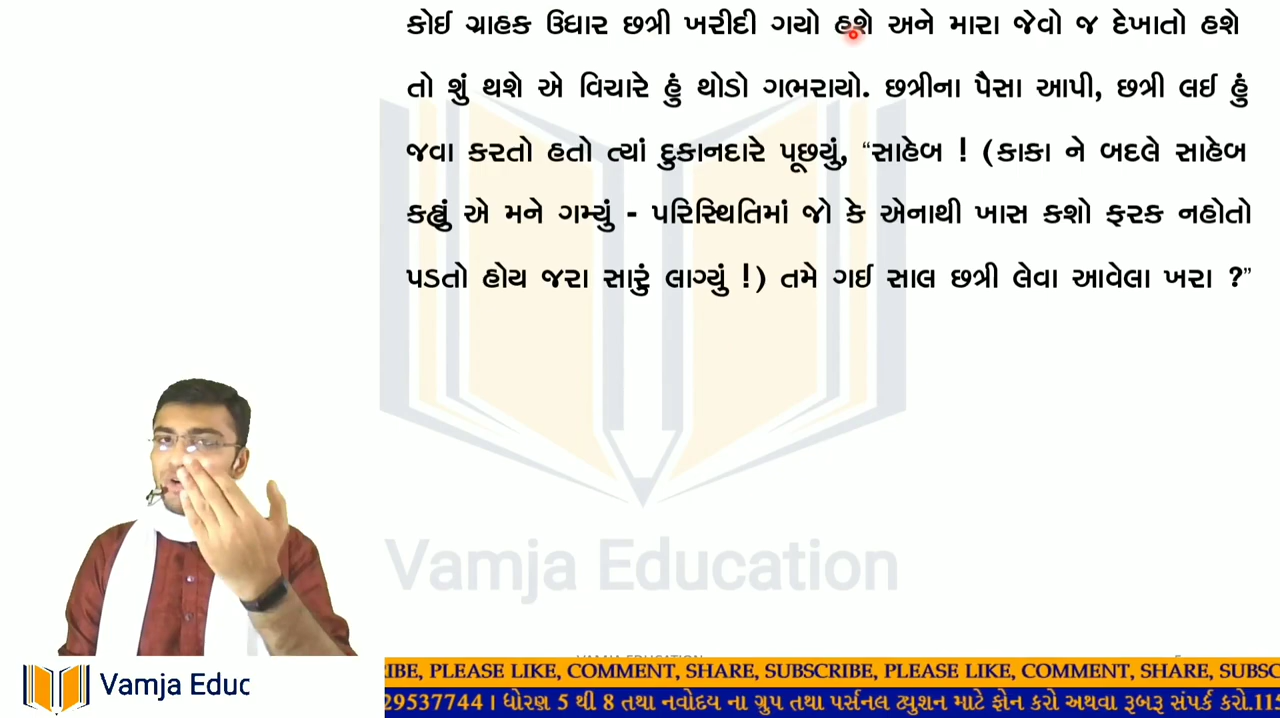 કોઈ ગ્રાહક ઉધાર છત્રી ખરીદી ગયો હશે અને મારા જેવો જ દેખાતો હશે
તો શું થશે એ વિચારે હું થોડો ગભરાયો. છત્રીના પૈસા આપી, છત્રી લઈ હું
જવા કરતો હતો ત્યાં દુકાનદારે પૂછયું, “સાહેબ ! (કાકા ને બદલે સાહેબ
કહ્યું એ મને ગમ્યું - પરિસ્થિતિમાં જો કે એનાથી ખાસ કશો ફરક નહોતો
પડતો હોય જરા સારું લાગ્યું !) તમે ગઈ સાલ છત્રી લેવા આવેલા ખરા ?”
Vamja Education
Vamja Educ
IBE, PLEASE LIKE, COMMENT, SHARE, SUBSCRIBE, PLEASE LIKE, COMMENT, SHARE, SUBSC
29537744 । ધોરણ 5 થી 8 તથા નવોદય ના ગ્રુપ તથા પર્સનલ ટ્યુશન માટે ફોન કરો અથવા રૂબરૂ સંપર્ક કરો.115